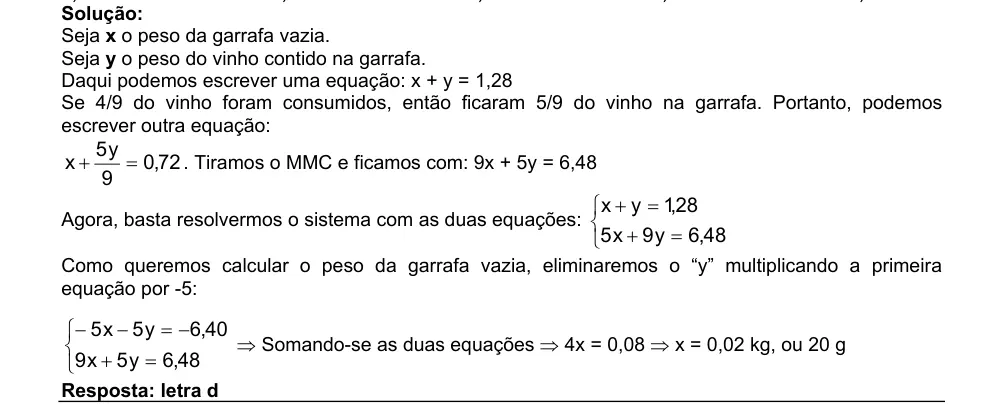 Solução:
Seja x o peso da garrafa vazia.
Seja y o peso do vinho contido na garrafa.
Daqui podemos escrever uma equação: x + y = 1,28
Se 4/9 do vinho foram consumidos, então ficaram 5/9 do vinho na garrafa. Portanto, podemos
escrever outra equação:
x + 5y/9 = 0,72. Tiramos o MMC e ficamos com: 9x + 5y = 6,48
Agora, basta resolvermos o sistema com as duas equações: { x + y = 1,28
5x + 9y = 6,48
Como queremos calcular o peso da garrafa vazia, eliminaremos o “y” multiplicando a primeira
equação por -5:
{ − 5x − 5y = −6,40
9x + 5y = 6,48 ⇒ Somando-se as duas equações ⇒ 4x = 0,08 ⇒ x = 0,02 kg, ou 20 g
Resposta: letra d